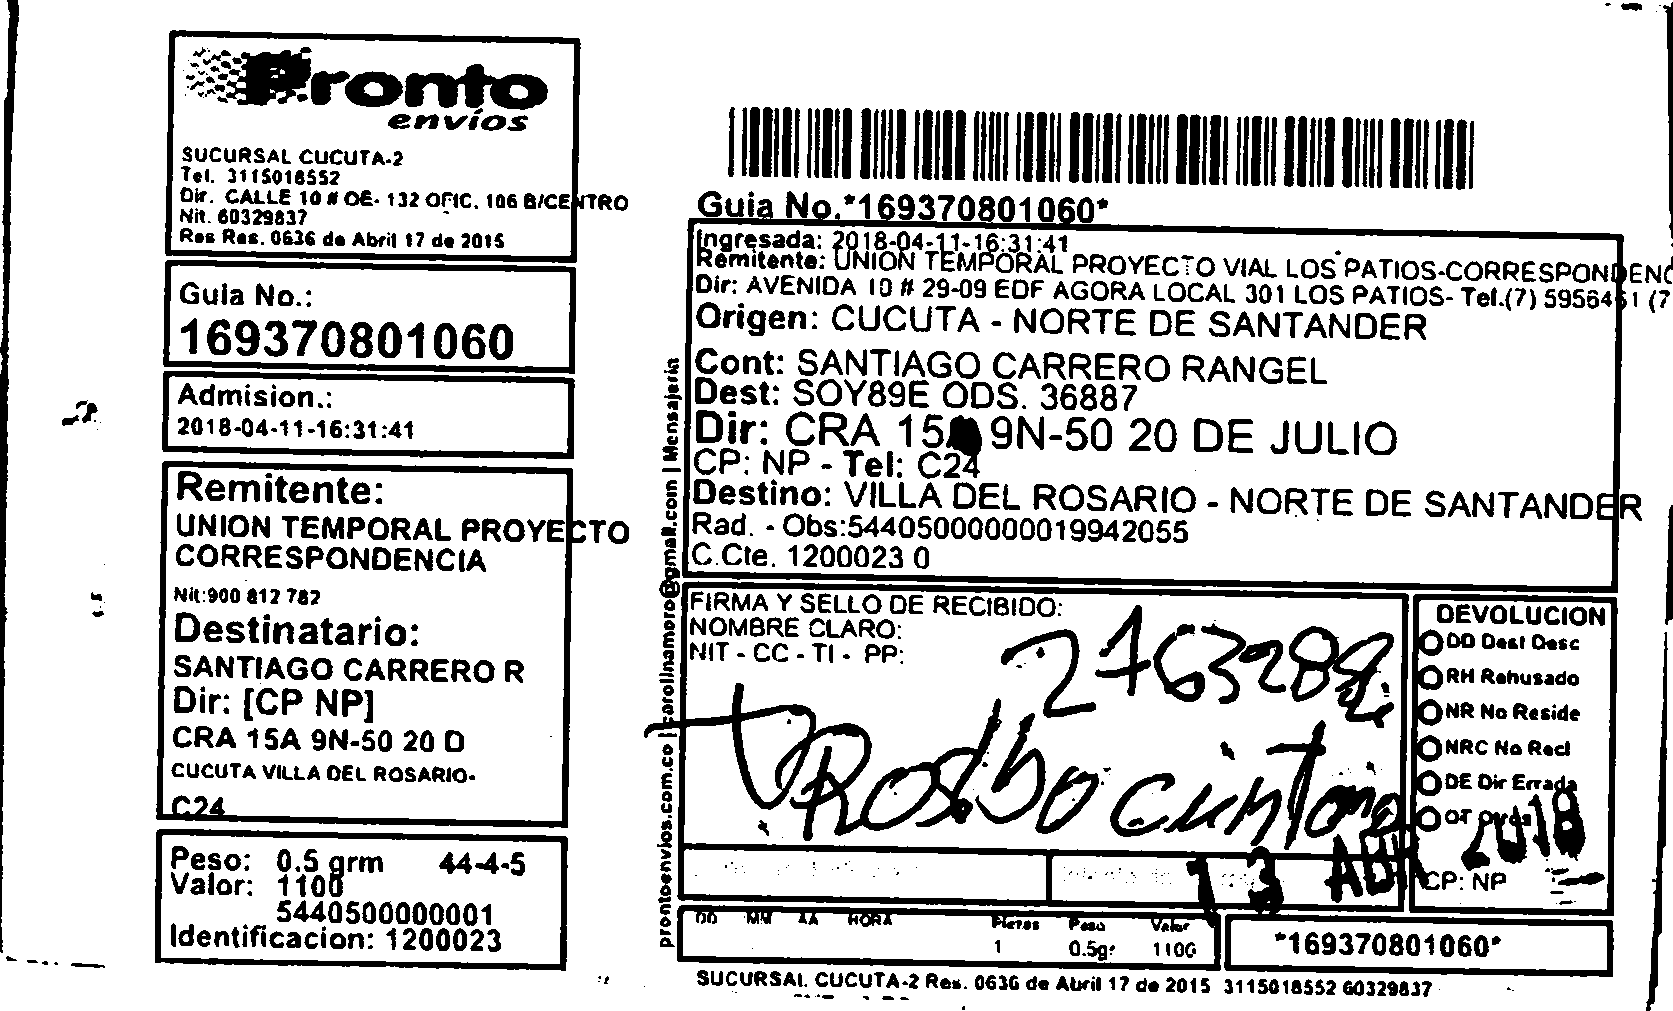 Pronto
envíos
SUCURSAL CUCUTA-2
Tel. 3115018552
Dir. CALLE 10 # OE- 132 OFIC. 106 B/CENTRO
Nit. 60329837
Res Res. 0636 de Abril 17 de 2015
Guia No.:
169370801060
Admision.:
2018-04-11-16:31:41
Remitente:
UNION TEMPORAL PROYECTO
CORRESPONDENCIA
Nit:900 812 782
Destinatario:
SANTIAGO CARRERO R
Dir: [CP NP]
CRA 15A 9N-50 20 D
CUCUTA VILLA DEL ROSARIO-
C24
Peso: 0.5 grm 44-4-5
Valor: 1100
5440500000001
Identificacion: 1200023
prontoenvios.com.co | carolinamoro@gmail.com | Mensajeria
Guia No.*169370801060*
Ingresada: 2018-04-11-16:31:41
Remitente: UNION TEMPORAL PROYECTO VIAL LOS PATIOS-CORRESPONDENC
Dir: AVENIDA 10 # 29-09 EDF AGORA LOCAL 301 LOS PATIOS- Tel.(7) 5956451 (7
Origen: CUCUTA - NORTE DE SANTANDER
Cont: SANTIAGO CARRERO RANGEL
Dest: SOY89E ODS. 36887
Dir: CRA 15 9N-50 20 DE JULIO
CP: NP - Tel: C24
Destino: VILLA DEL ROSARIO - NORTE DE SANTANDER
Rad. - Obs:54405000000019942055
C.Cte. 1200023 0
FIRMA Y SELLO DE RECIBIDO:
NOMBRE CLARO:
NIT - CC - TI - PP:
13 ABR 2018
DEVOLUCION
DD Dest Desc
RH Rehusado
NR No Reside
NRC No Recl
DE Dir Errada
OT Otros
CP: NP
DD MM AA HORA
Piezas Peso Valor
1 0.5gr 1100
*169370801060*
SUCURSAL CUCUTA-2 Res. 0636 de Abril 17 de 2015 3115018552 60329837